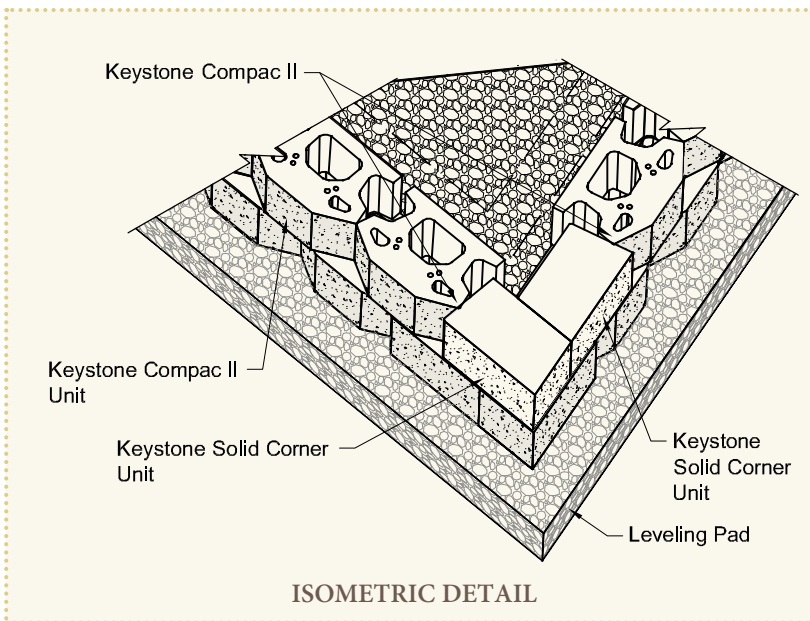 Keystone Compac II
Keystone Compac II
Unit
Keystone Solid Corner
Unit
Keystone
Solid Corner
Unit
Leveling Pad
ISOMETRIC DETAIL